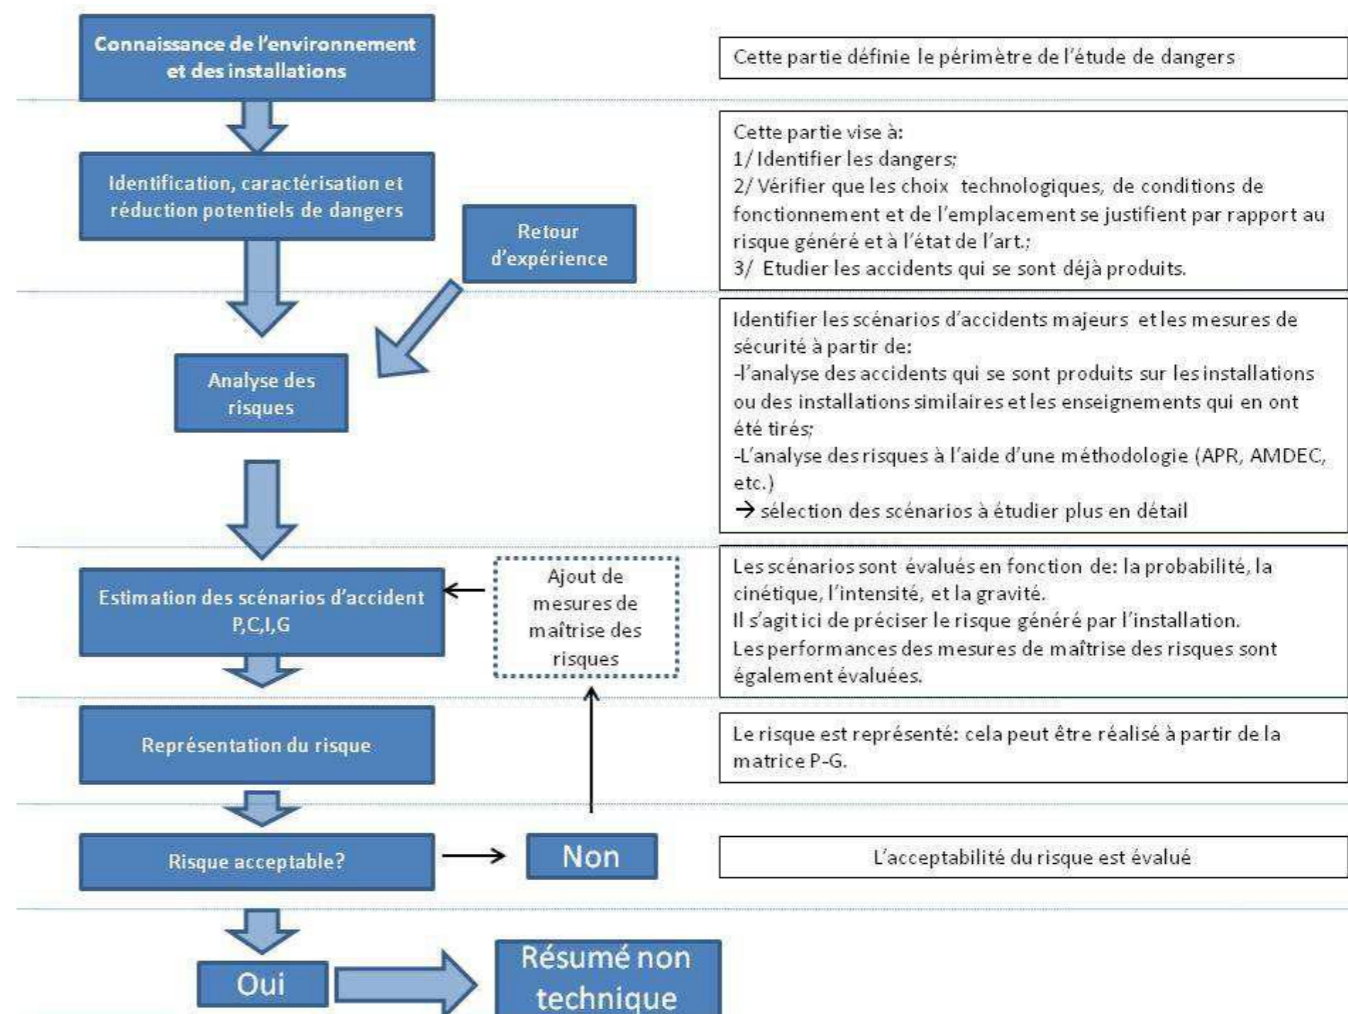 Connaissance de l'environnement
et des installations
Cette partie définie le périmètre de l'étude de dangers
Identification, caractérisation et
réduction potentiels de dangers
Retour
d'expérience
Cette partie vise à:
1/ Identifier les dangers;
2/ Vérifier que les choix technologiques, de conditions de
fonctionnement et de l'emplacement se justifient par rapport au
risque généré et à l'état de l'art.;
3/ Etudier les accidents qui se sont déjà produits.
Analyse des
risques
Identifier les scénarios d'accidents majeurs et les mesures de
sécurité à partir de:
-l'analyse des accidents qui se sont produits sur les installations
ou des installations similaires et les enseignements qui en ont
été tirés;
-L'analyse des risques à l'aide d'une méthodologie (APR, AMDEC,
etc.)
→ sélection des scénarios à étudier plus en détail
Estimation des scénarios d'accident
P,C,I,G
Ajout de
mesures de
maîtrise des
risques
Les scénarios sont évalués en fonction de: la probabilité, la
cinétique, l'intensité, et la gravité.
Il s'agit ici de préciser le risque généré par l'installation.
Les performances des mesures de maîtrise des risques sont
également évaluées.
Représentation du risque
Le risque est représenté: cela peut être réalisé à partir de la
matrice P-G.
Risque acceptable?
Non
L'acceptabilité du risque est évalué
Oui
Résumé non
technique